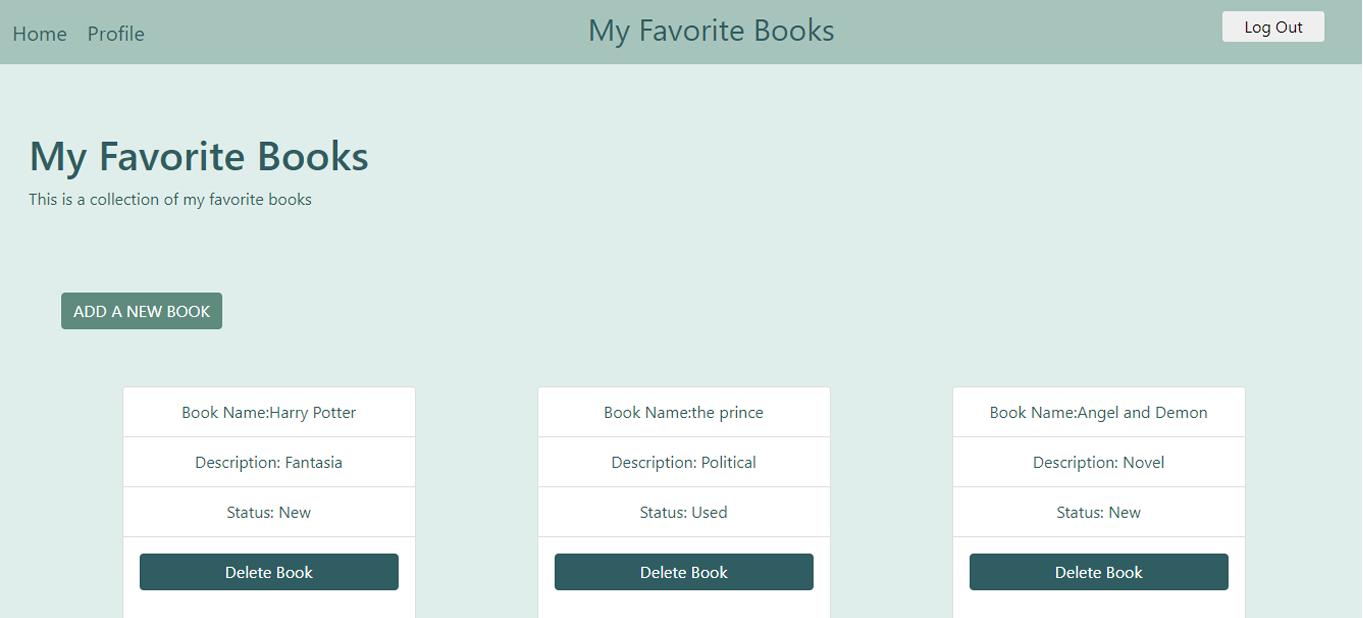 Home Profile My Favorite Books Log Out
My Favorite Books
This is a collection of my favorite books
ADD A NEW BOOK
Book Name:Harry Potter
Description: Fantasia
Status: New
Delete Book
Book Name:the prince
Description: Political
Status: Used
Delete Book
Book Name:Angel and Demon
Description: Novel
Status: New
Delete Book